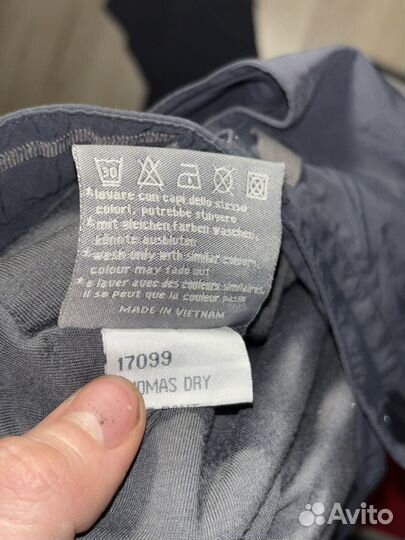 30
*lavare con capi dello stesso
colori, potrebbe stingere
*mit gleichen farben waschen,
könnte ausbluten
*wash only with similar colours,
colour may fade out
*a laver avec des couleurs similaires,
il se peut que la couleur passe
MADE IN VIETNAM
17099
HOMAS DRY
Avito